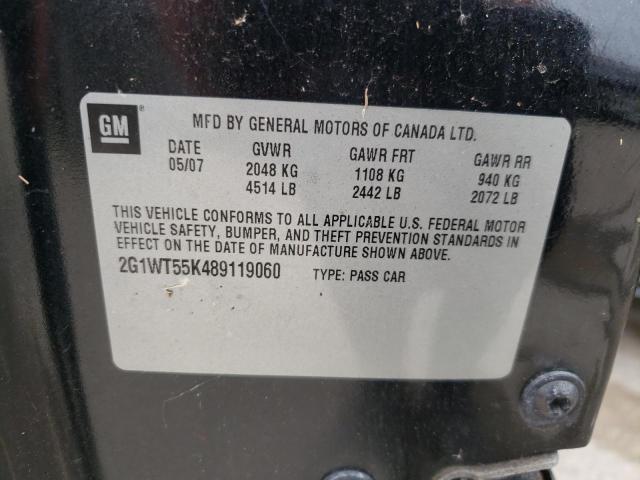 GM®
MFD BY GENERAL MOTORS OF CANADA LTD.
DATE GVWR GAWR FRT GAWR RR
05/07 2048 KG 1108 KG 940 KG
4514 LB 2442 LB 2072 LB
THIS VEHICLE CONFORMS TO ALL APPLICABLE U.S. FEDERAL MOTOR
VEHICLE SAFETY, BUMPER, AND THEFT PREVENTION STANDARDS IN
EFFECT ON THE DATE OF MANUFACTURE SHOWN ABOVE.
2G1WT55K489119060 TYPE: PASS CAR